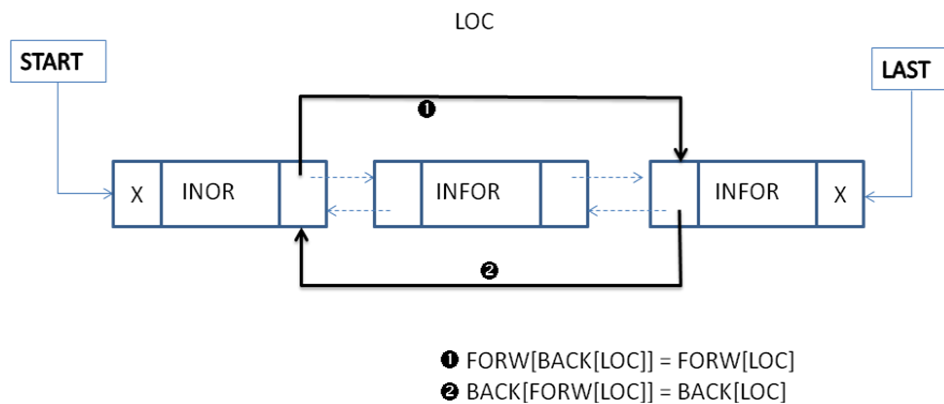 LOC
START
LAST
❶
X INOR INFOR INFOR X
❷
❶ FORW[BACK[LOC]] = FORW[LOC]
❷ BACK[FORW[LOC]] = BACK[LOC]